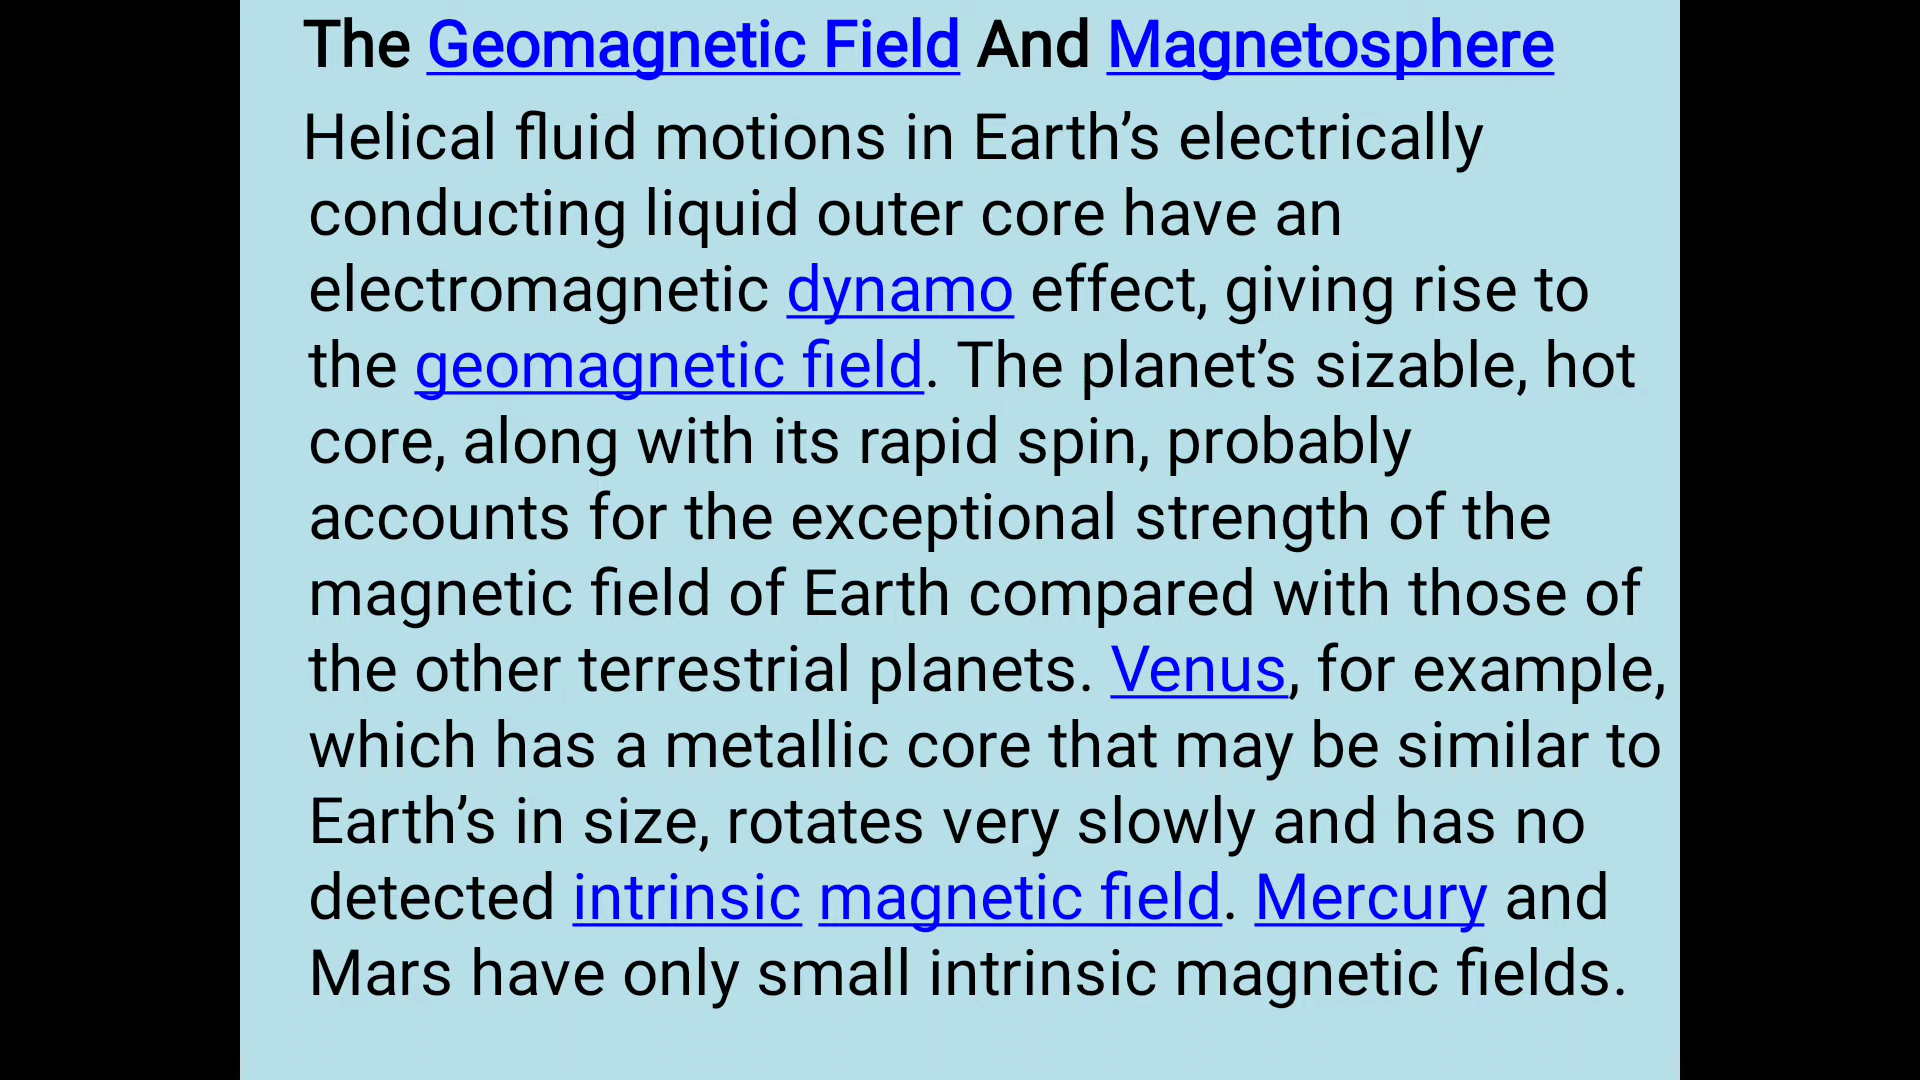 The Geomagnetic Field And Magnetosphere
Helical fluid motions in Earth’s electrically
conducting liquid outer core have an
electromagnetic dynamo effect, giving rise to
the geomagnetic field. The planet’s sizable, hot
core, along with its rapid spin, probably
accounts for the exceptional strength of the
magnetic field of Earth compared with those of
the other terrestrial planets. Venus, for example,
which has a metallic core that may be similar to
Earth’s in size, rotates very slowly and has no
detected intrinsic magnetic field. Mercury and
Mars have only small intrinsic magnetic fields.